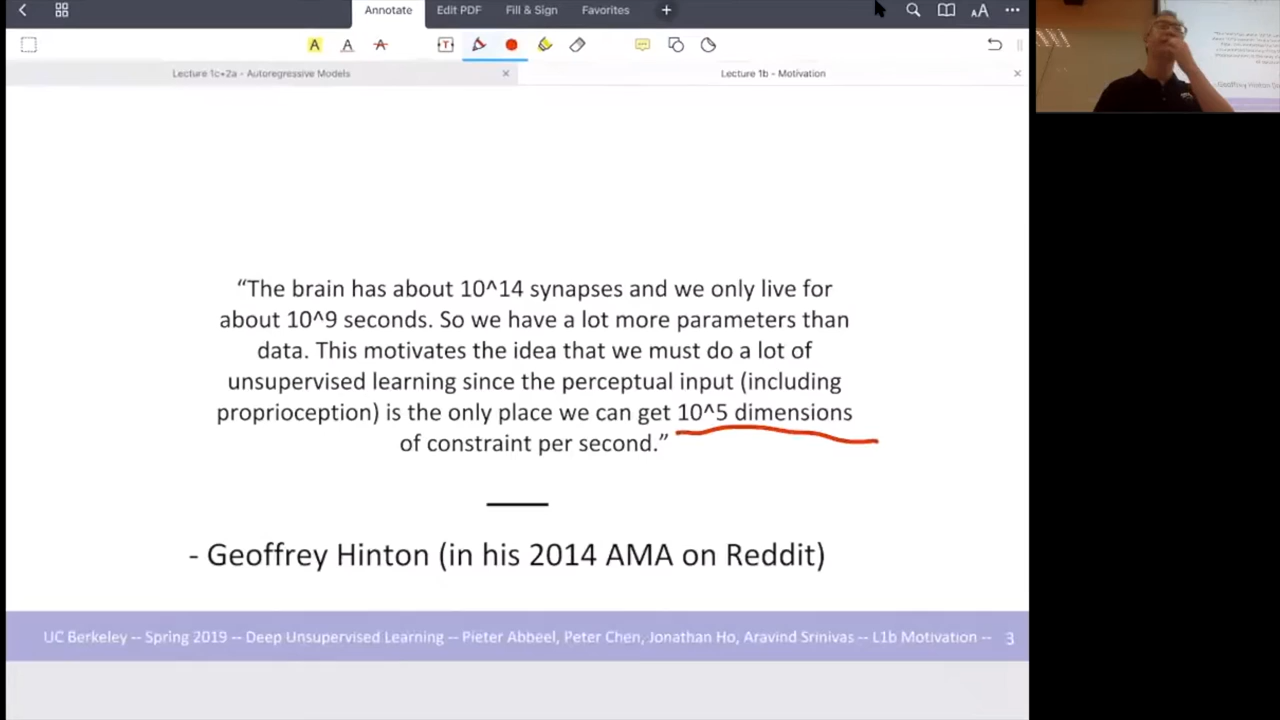 Annotate Edit PDF Fill & Sign Favorites + AA
A A A T
Lecture 1c+2a - Autoregressive Models × Lecture 1b - Motivation ×
“The brain has about 10^14 synapses and we only live for
about 10^9 seconds. So we have a lot more parameters than
data. This motivates the idea that we must do a lot of
unsupervised learning since the perceptual input (including
proprioception) is the only place we can get 10^5 dimensions
of constraint per second.”
- Geoffrey Hinton (in his 2014 AMA on Reddit)
UC Berkeley -- Spring 2019 -- Deep Unsupervised Learning -- Pieter Abbeel, Peter Chen, Jonathan Ho, Aravind Srinivas -- L1b Motivation -- 3